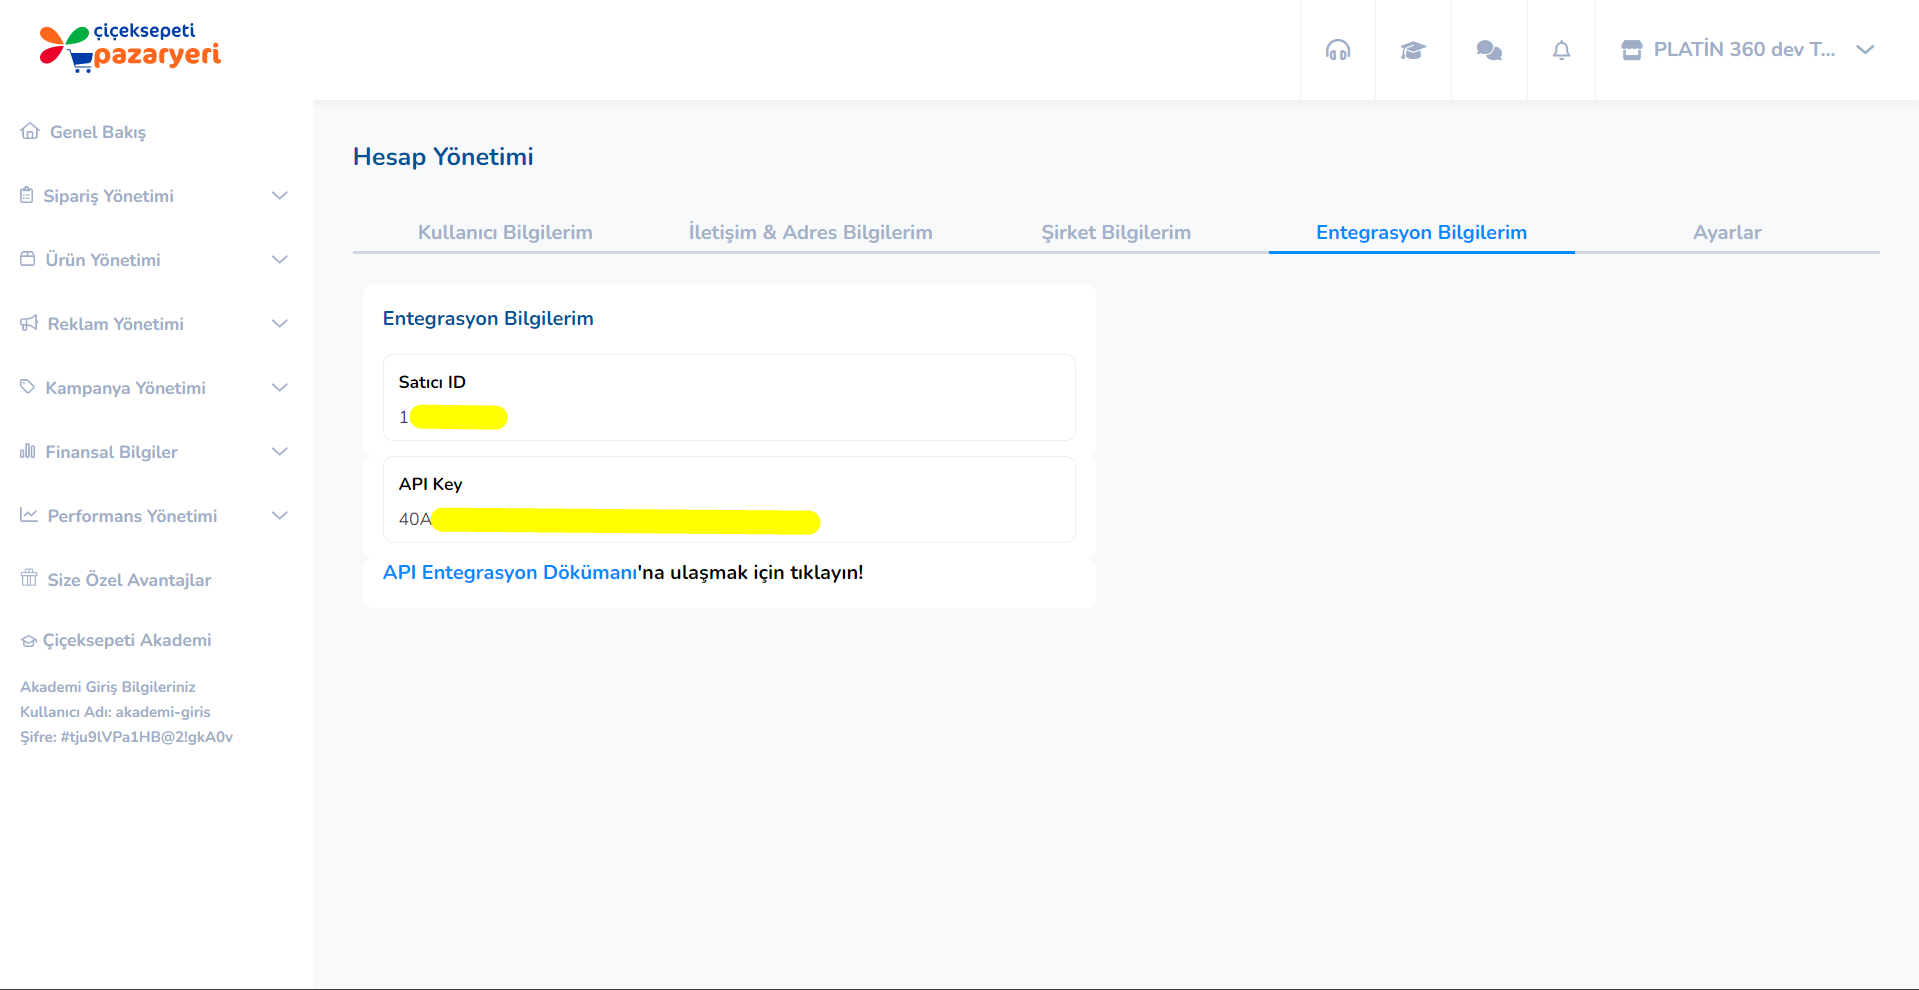 çiçeksepeti
pazaryeri
PLATİN 360 dev T...
Genel Bakış
Sipariş Yönetimi
Ürün Yönetimi
Reklam Yönetimi
Kampanya Yönetimi
Finansal Bilgiler
Performans Yönetimi
Size Özel Avantajlar
Çiçeksepeti Akademi
Akademi Giriş Bilgileriniz
Kullanıcı Adı: akademi-giris
Şifre: #tju9lVPa1HB@2!gkA0v
Hesap Yönetimi
Kullanıcı Bilgilerim
İletişim & Adres Bilgilerim
Şirket Bilgilerim
Entegrasyon Bilgilerim
Ayarlar
Entegrasyon Bilgilerim
Satıcı ID
1
API Key
40A
API Entegrasyon Dökümanı'na ulaşmak için tıklayın!